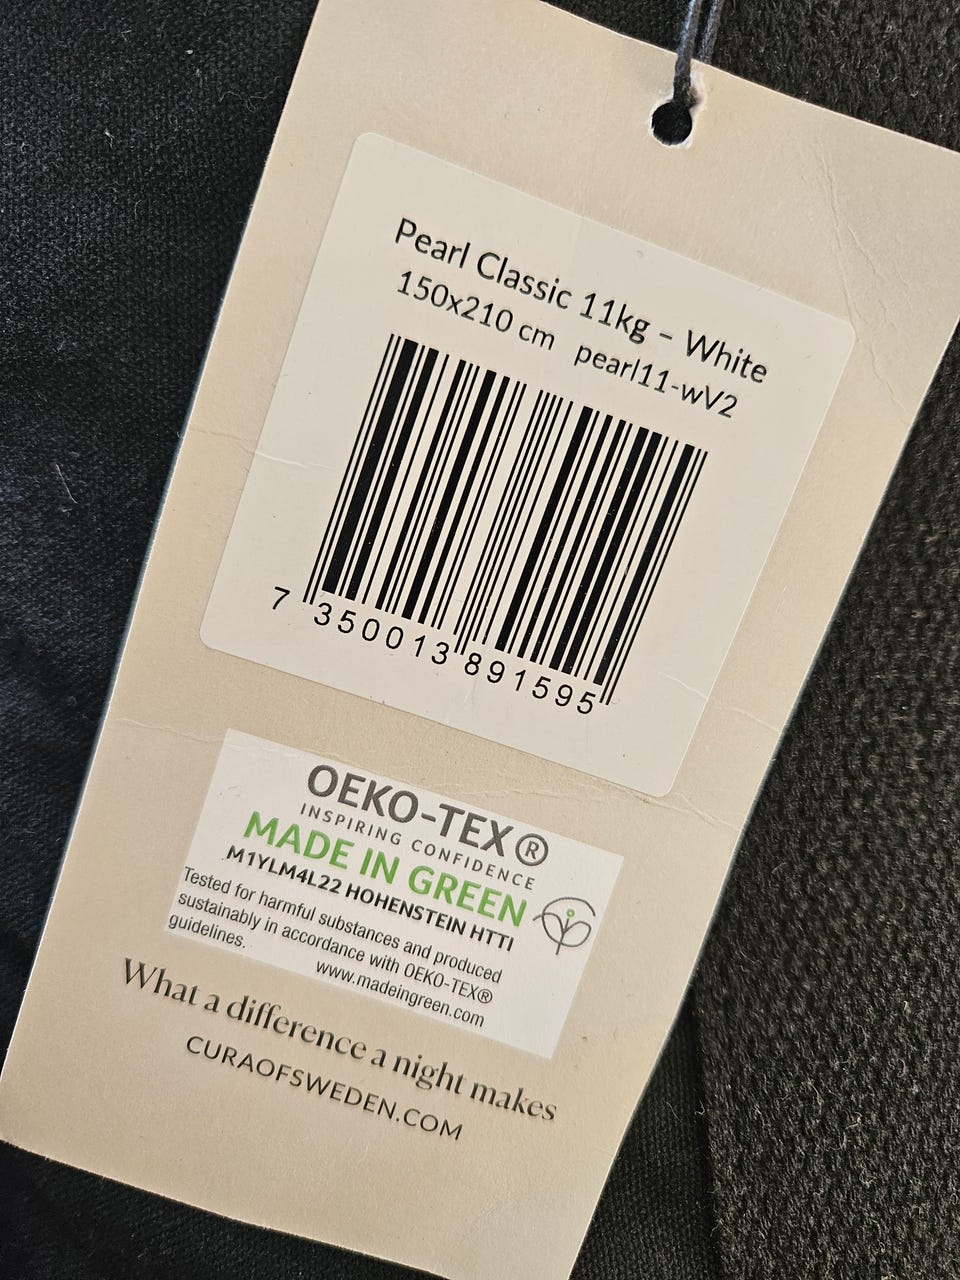 Pearl Classic 11kg – White
150x210 cm pearl11-wV2
7 350013 891595
OEKO-TEX®
INSPIRING CONFIDENCE
MADE IN GREEN
M1YLM4L22 HOHENSTEIN HTTI
Tested for harmful substances and produced
sustainably in accordance with OEKO-TEX®
guidelines.
www.madeingreen.com
What a difference a night makes
CURAOFSWEDEN.COM